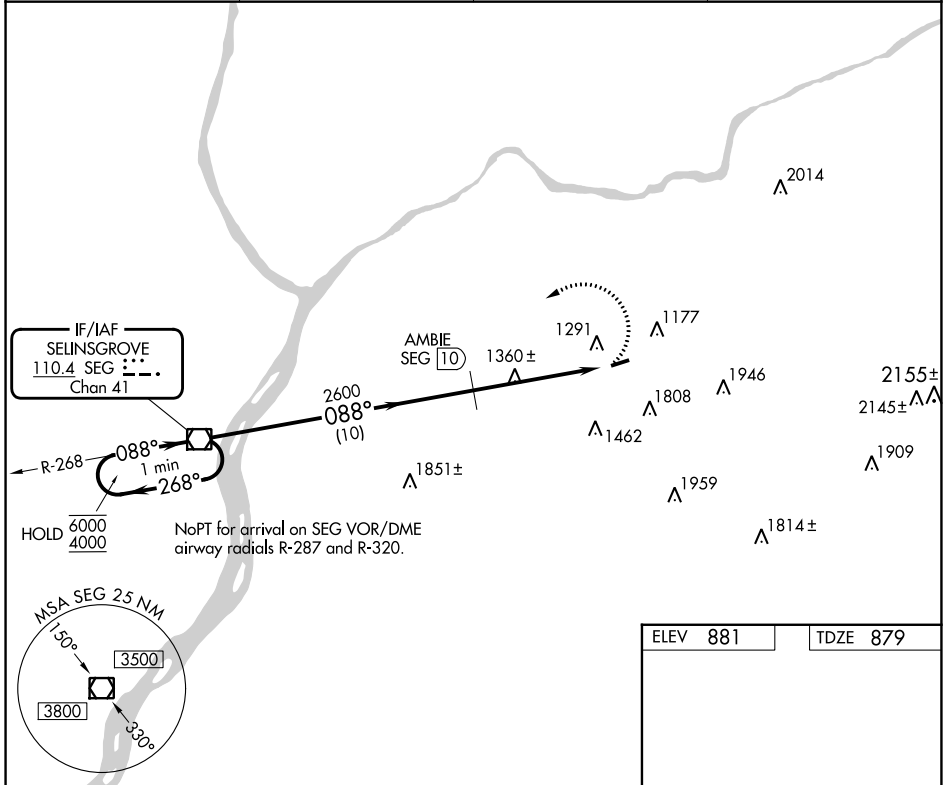 2014
1291
1177
AMBIE
SEG 10
1360 ±
IF/IAF
SELINSGROVE
110.4 SEG
Chan 41
2600
088°
(10)
1946
1808
2155±
2145±
1462
1909
R-268
088°
1 min
268°
1851±
1959
HOLD 6000
4000
NoPT for arrival on SEG VOR/DME
airway radials R-287 and R-320.
1814 ±
MSA SEG 25 NM
150°
3500
3800
330°
ELEV 881
TDZE 879